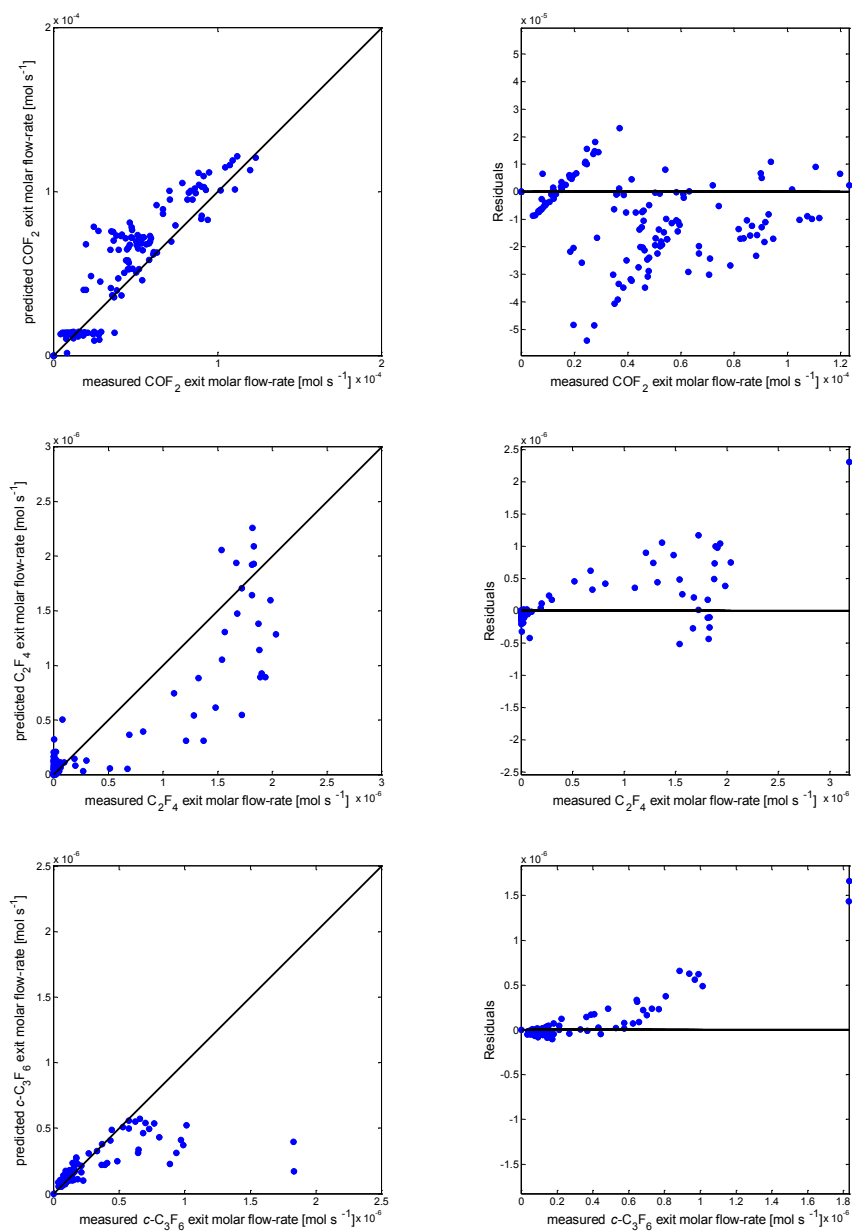 x 10⁻⁴
2
1
0
0
1
2
predicted COF₂ exit molar flow-rate [mol s⁻¹]
measured COF₂ exit molar flow-rate [mol s ⁻¹] x 10⁻⁴
x 10⁻⁵
5
4
3
2
1
0
-1
-2
-3
-4
-5
Residuals
0 0.2 0.4 0.6 0.8 1 1.2
measured COF₂ exit molar flow-rate [mol s ⁻¹] x 10⁻⁴
x 10⁻⁶
3
2.5
2
1.5
1
0.5
0
0 0.5 1 1.5 2 2.5 3
predicted C₂F₄ exit molar flow-rate [mol s⁻¹]
measured C₂F₄ exit molar flow-rate [mol s ⁻¹] x 10⁻⁶
x 10⁻⁶
2.5
2
1.5
1
0.5
0
-0.5
-1
-1.5
-2
-2.5
Residuals
0 0.5 1 1.5 2 2.5 3
measured C₂F₄ exit molar flow-rate [mol s ⁻¹] x 10⁻⁶
x 10⁻⁶
2.5
2
1.5
1
0.5
0
0 0.5 1 1.5 2 2.5
predicted c-C₃F₆ exit molar flow-rate [mol s⁻¹]
measured c-C₃F₆ exit molar flow-rate [mol s ⁻¹] x 10⁻⁶
x 10⁻⁶
1.5
1
0.5
0
-0.5
-1
-1.5
Residuals
0 0.2 0.4 0.6 0.8 1 1.2 1.4 1.6 1.8
measured c-C₃F₆ exit molar flow-rate [mol s ⁻¹] x 10⁻⁶